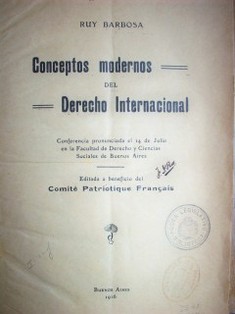 RUY BARBOSA
Conceptos modernos
DEL
Derecho Internacional
Conferencia pronunciada el 14 de Julio
en la Facultad de Derecho y Ciencias
Sociales de Buenos Aires
Editado a beneficio del
Comité Patriotique Français
BUENOS AIRES
1916